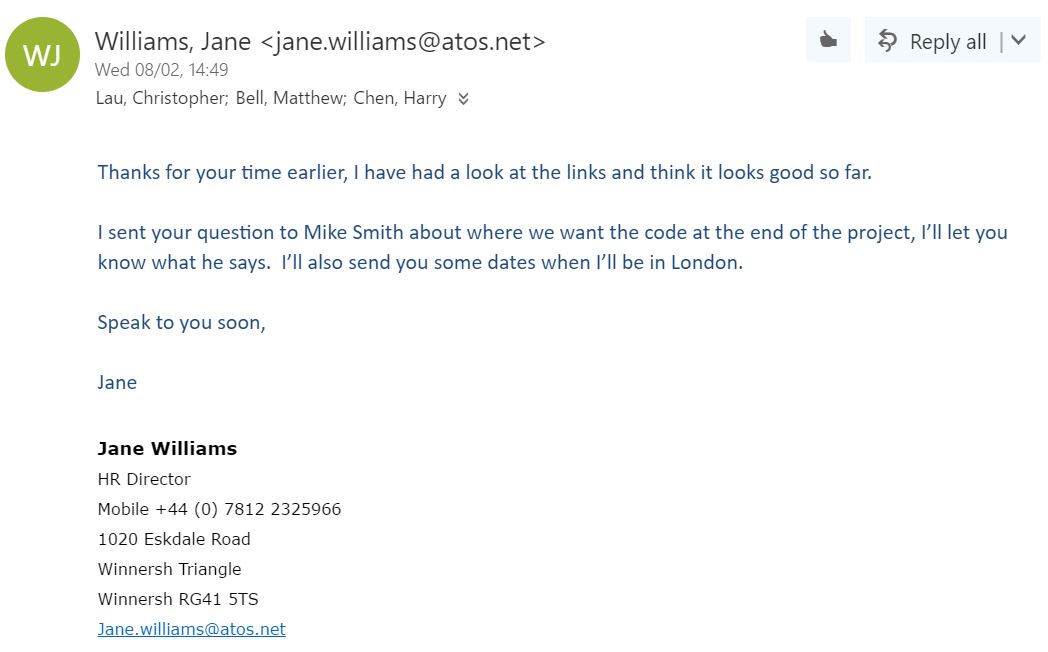 WJ
Williams, Jane <jane.williams@atos.net>
Wed 08/02, 14:49
Lau, Christopher; Bell, Matthew; Chen, Harry
Reply all
Thanks for your time earlier, I have had a look at the links and think it looks good so far.
I sent your question to Mike Smith about where we want the code at the end of the project, I’ll let you
know what he says.  I’ll also send you some dates when I’ll be in London.
Speak to you soon,
Jane
Jane Williams
HR Director
Mobile +44 (0) 7812 2325966
1020 Eskdale Road
Winnersh Triangle
Winnersh RG41 5TS
Jane.williams@atos.net